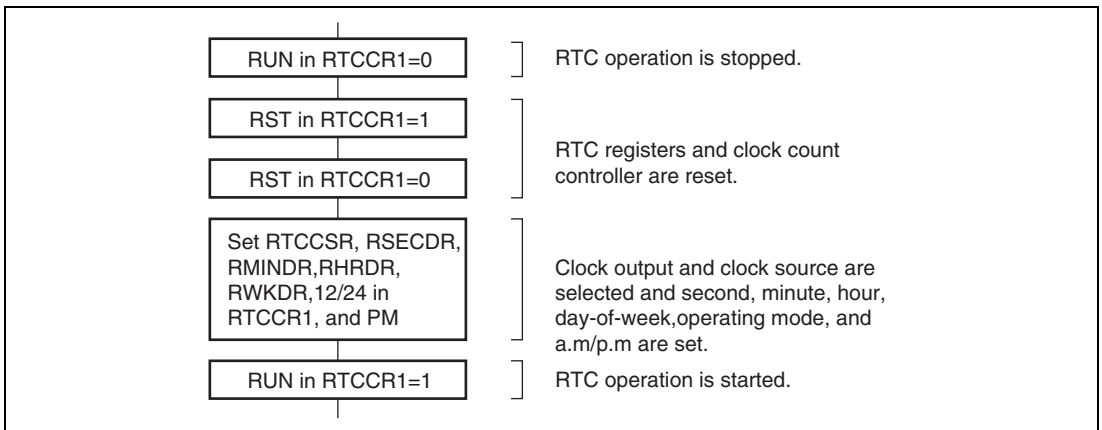 RUN in RTCCR1=0
RTC operation is stopped.
RST in RTCCR1=1
RST in RTCCR1=0
RTC registers and clock count
controller are reset.
Set RTCCSR, RSECDR,
RMINDR,RHRDR,
RWKDR,12/24 in
RTCCR1, and PM
Clock output and clock source are
selected and second, minute, hour,
day-of-week,operating mode, and
a.m/p.m are set.
RUN in RTCCR1=1
RTC operation is started.